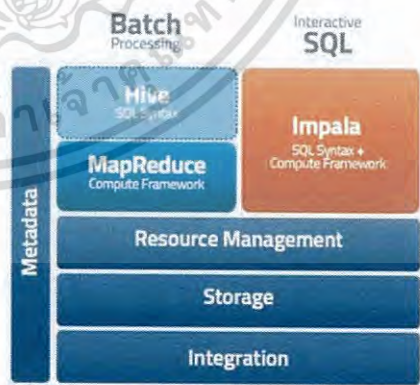 Batch
Processing
Interactive
SQL
Hive
SQL Syntax
MapReduce
Compute Framework
Impala
SQL Syntax +
Compute Framework
Metadata
Resource Management
Storage
Integration